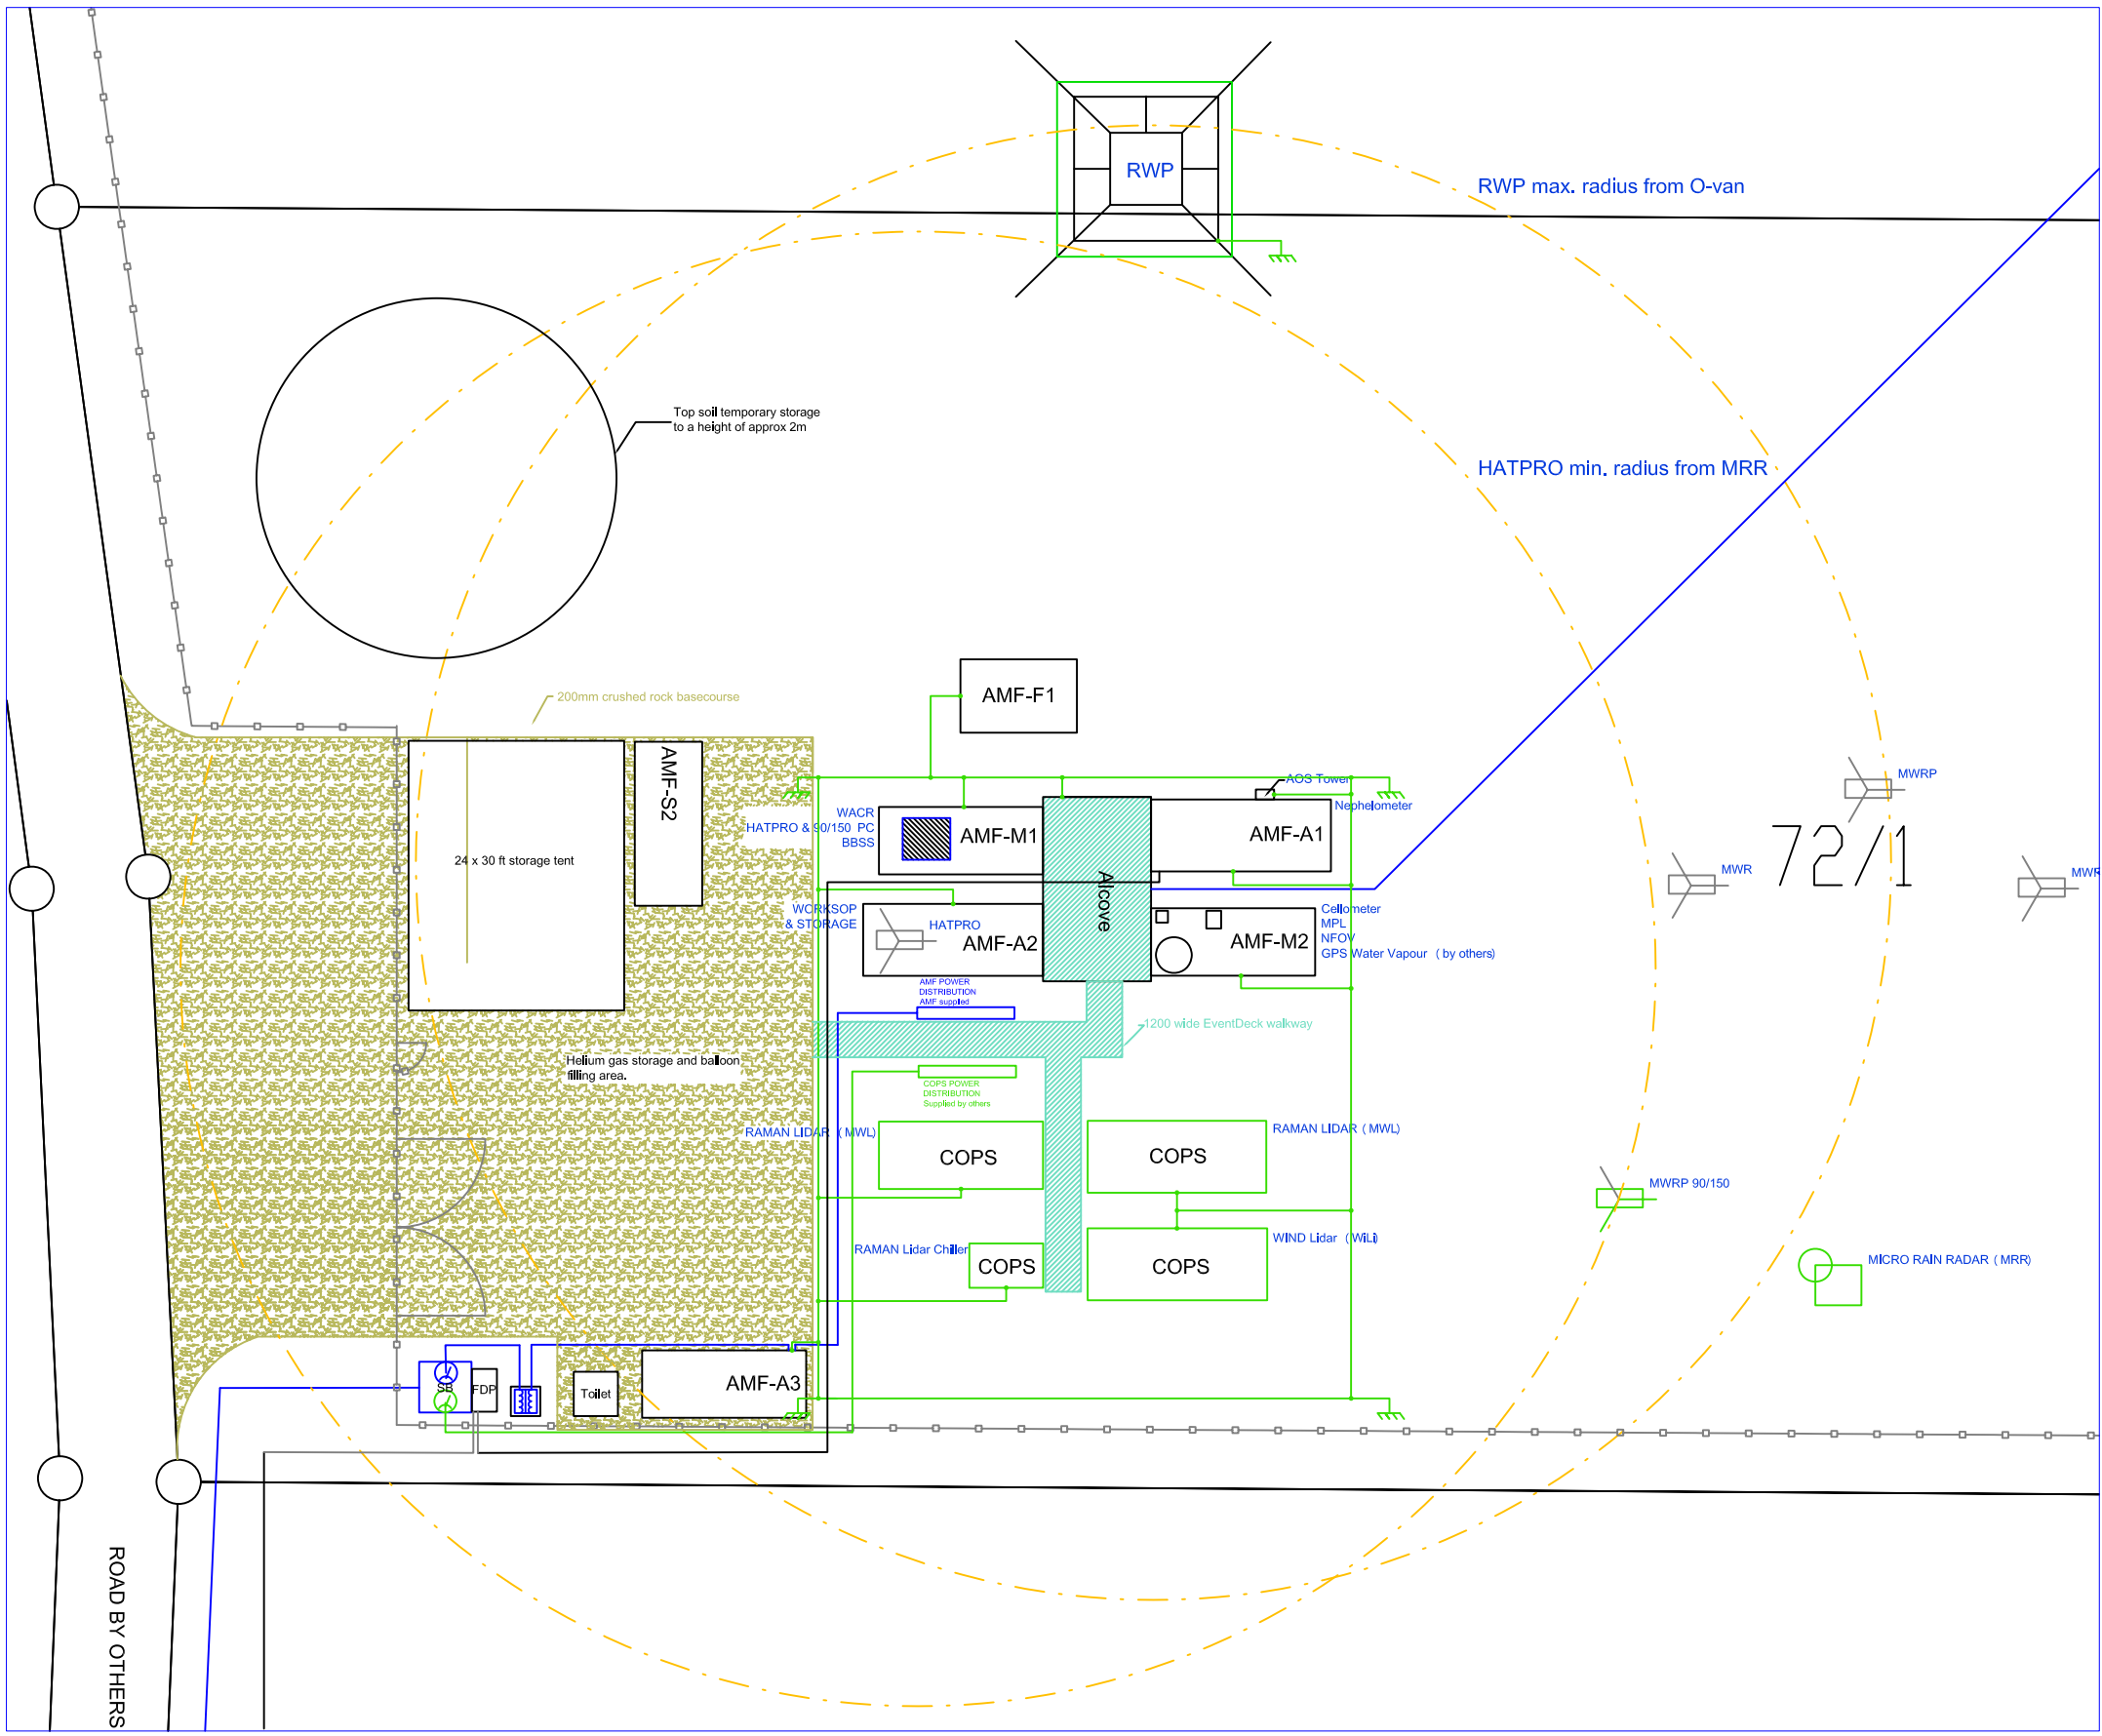 RWP
RWP max. radius from O-van
HATPRO min. radius from MRR
Top soil temporary storage
to a height of approx 2m
200mm crushed rock basecourse
AMF-F1
AMF-S2
24 x 30 ft storage tent
AOS Tower
Nephelometer
WACR
HATPRO & 90/150 PC
BBSS
AMF-M1
AMF-A1
Alcove
MWRP
72/1
MWR
MWR
WORKSOP
& STORAGE
HATPRO
AMF-A2
AMF-M2
Cellometer
MPL
NFOV
GPS Water Vapour ( by others)
AMF POWER
DISTRIBUTION
AMF supplied
1200 wide EventDeck walkway
Helium gas storage and balloon
filling area.
COPS POWER
DISTRIBUTION
Supplied by others
RAMAN LIDAR ( MWL)
COPS
COPS
RAMAN LIDAR ( MWL)
MWRP 90/150
RAMAN Lidar Chiller
COPS
COPS
WIND Lidar ( WiLi)
MICRO RAIN RADAR ( MRR)
SB
FDP
Toilet
AMF-A3
ROAD BY OTHERS